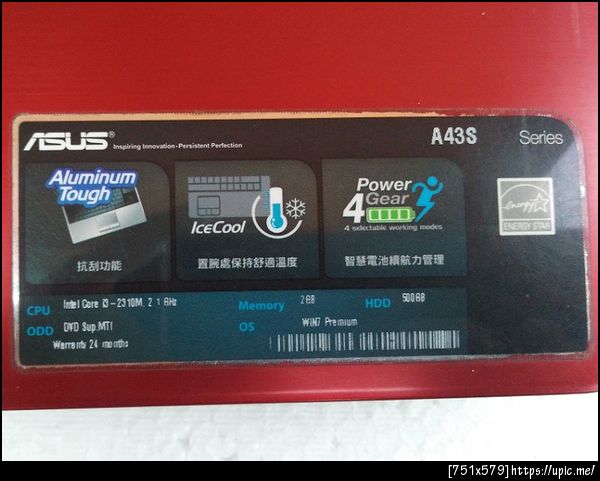 ASUS® Inspiring Innovation · Persistent Perfection
A43S Series
Aluminum
Tough
抗刮功能
IceCool
置腕處保持舒適溫度
Power
4 Gear
4 selectable working modes
智慧電池續航力管理
energy
ENERGY STAR
CPU Intel Core i3-2310M, 2.1 GHz Memory 2GB HDD 500GB
ODD DVD Sup.MTI OS WIN7 Premium
Warranty 24 months
[751x579]https://upic.me/